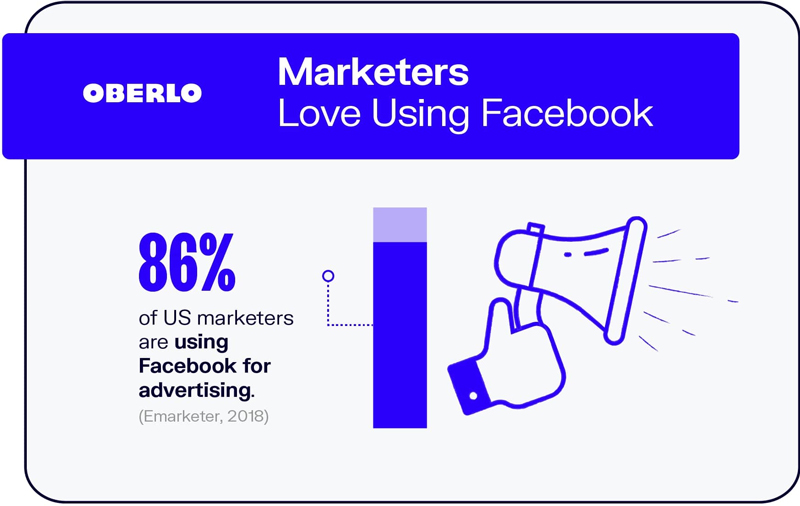 OBERLO
Marketers
Love Using Facebook
86%
of US marketers
are using
Facebook for
advertising.
(Emarketer, 2018)